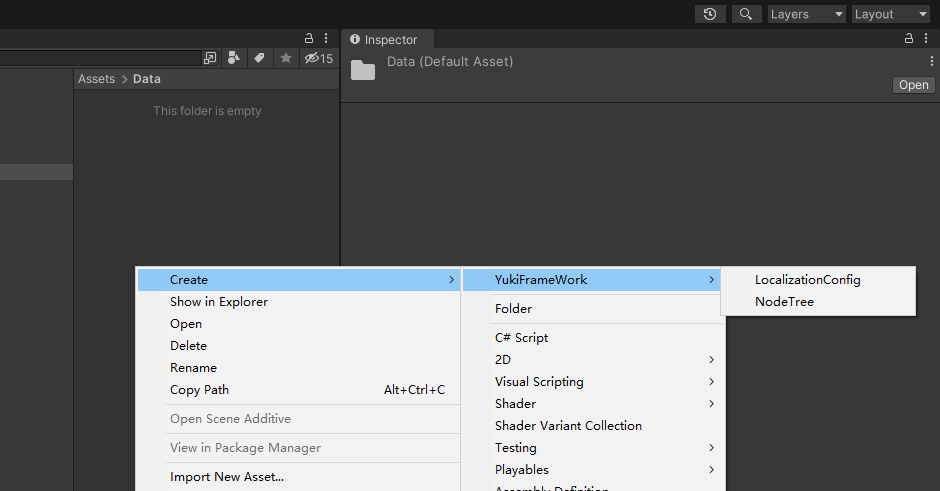 Layers
Layout
15
Inspector
Assets > Data
Data (Default Asset)
Open
This folder is empty
Create
YukiFrameWork
LocalizationConfig
Show in Explorer
NodeTree
Folder
Open
C# Script
Delete
2D
Rename
Visual Scripting
Copy Path Alt+Ctrl+C
Shader
Open Scene Additive
Shader Variant Collection
View in Package Manager
Testing
Import New Asset...
Playables
Assembly Definition